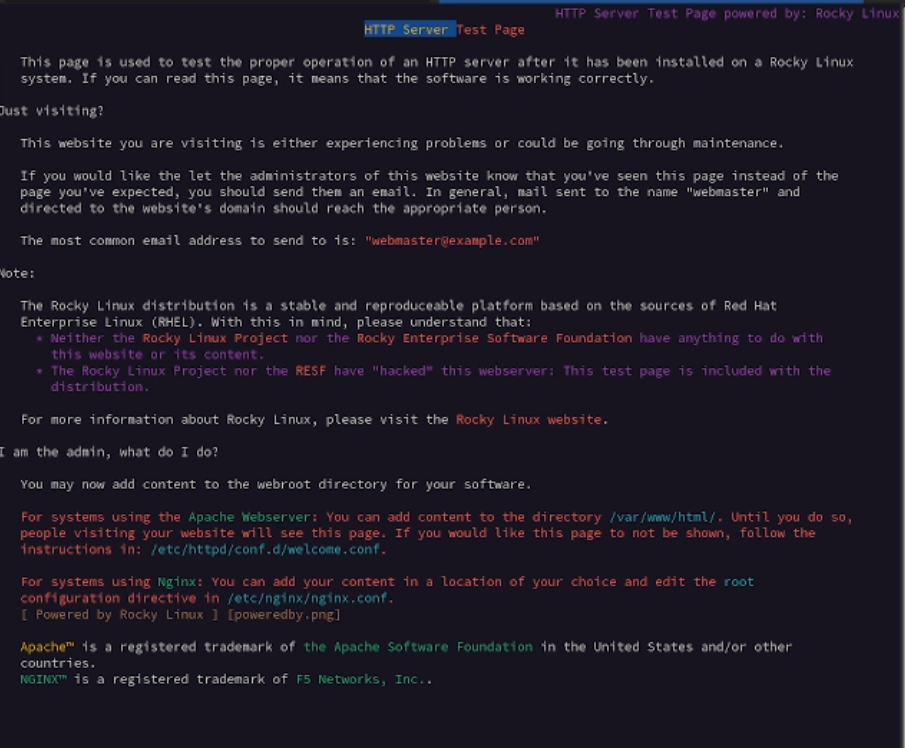 HTTP Server Test Page powered by: Rocky Linux
HTTP Server Test Page
This page is used to test the proper operation of an HTTP server after it has been installed on a Rocky Linux
system. If you can read this page, it means that the software is working correctly.
Just visiting?
This website you are visiting is either experiencing problems or could be going through maintenance.
If you would like the let the administrators of this website know that you've seen this page instead of the
page you've expected, you should send them an email. In general, mail sent to the name "webmaster" and
directed to the website's domain should reach the appropriate person.
The most common email address to send to is: "webmaster@example.com"
Note:
The Rocky Linux distribution is a stable and reproduceable platform based on the sources of Red Hat
Enterprise Linux (RHEL). With this in mind, please understand that:
* Neither the Rocky Linux Project nor the Rocky Enterprise Software Foundation have anything to do with
this website or its content.
* The Rocky Linux Project nor the RESF have "hacked" this webserver: This test page is included with the
distribution.
For more information about Rocky Linux, please visit the Rocky Linux website.
I am the admin, what do I do?
You may now add content to the webroot directory for your software.
For systems using the Apache Webserver: You can add content to the directory /var/www/html/. Until you do so,
people visiting your website will see this page. If you would like this page to not be shown, follow the
instructions in: /etc/httpd/conf.d/welcome.conf.
For systems using Nginx: You can add your content in a location of your choice and edit the root
configuration directive in /etc/nginx/nginx.conf.
[ Powered by Rocky Linux ] [poweredby.png]
Apache™ is a registered trademark of the Apache Software Foundation in the United States and/or other
countries.
NGINX™ is a registered trademark of F5 Networks, Inc..